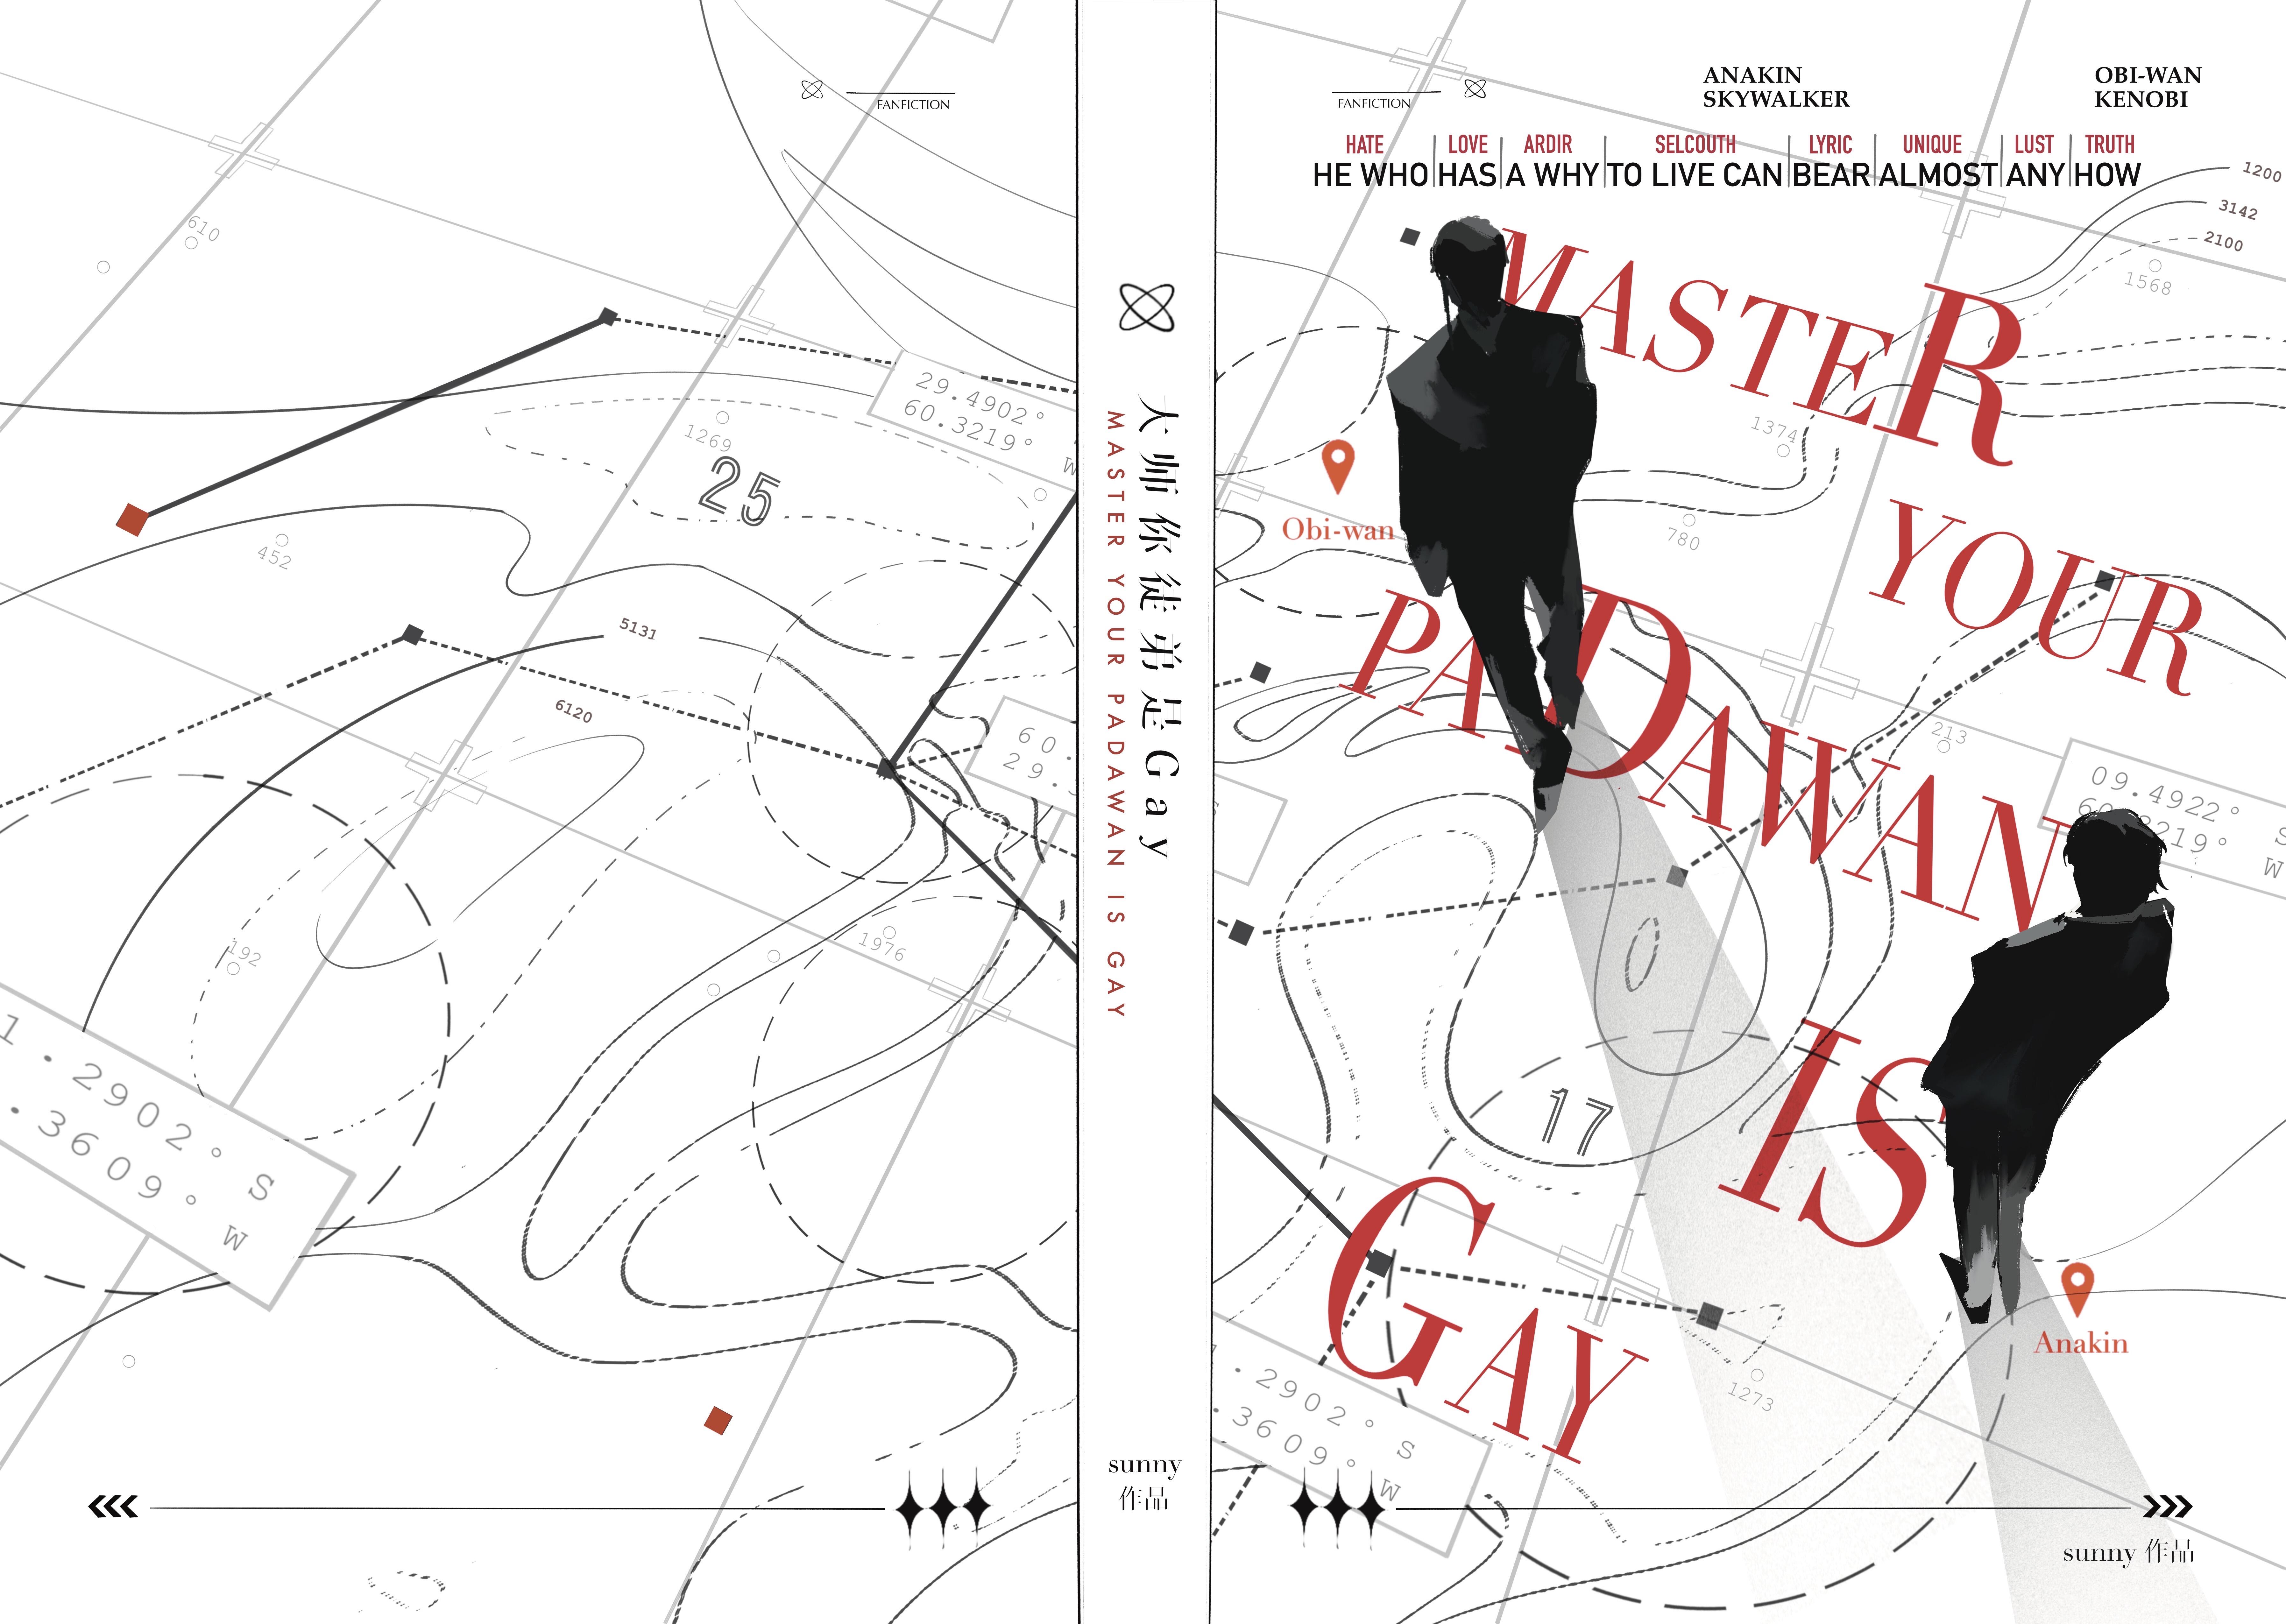 FANFICTION
610
29.4902°
60.3219°
W
1269
25
452
5131
6120
60.
29.
192
1976
1.2902° S
.3609° W
大师你徒弟是Gay
MASTER YOUR PADAWAN IS GAY
sunny
作品
FANFICTION
ANAKIN
SKYWALKER
OBI-WAN
KENOBI
HATE LOVE ARDIR SELCOUTH LYRIC UNIQUE LUST TRUTH
HE WHO HAS A WHY TO LIVE CAN BEAR ALMOST ANY HOW
1200
3142
2100
1568
MASTER
1374
Obi-wan
780
YOUR
PADAWAN
213
09.4922° S
3219° W
17
IS
GAY
Anakin
1273
.2902° S
.3609° W
sunny 作品